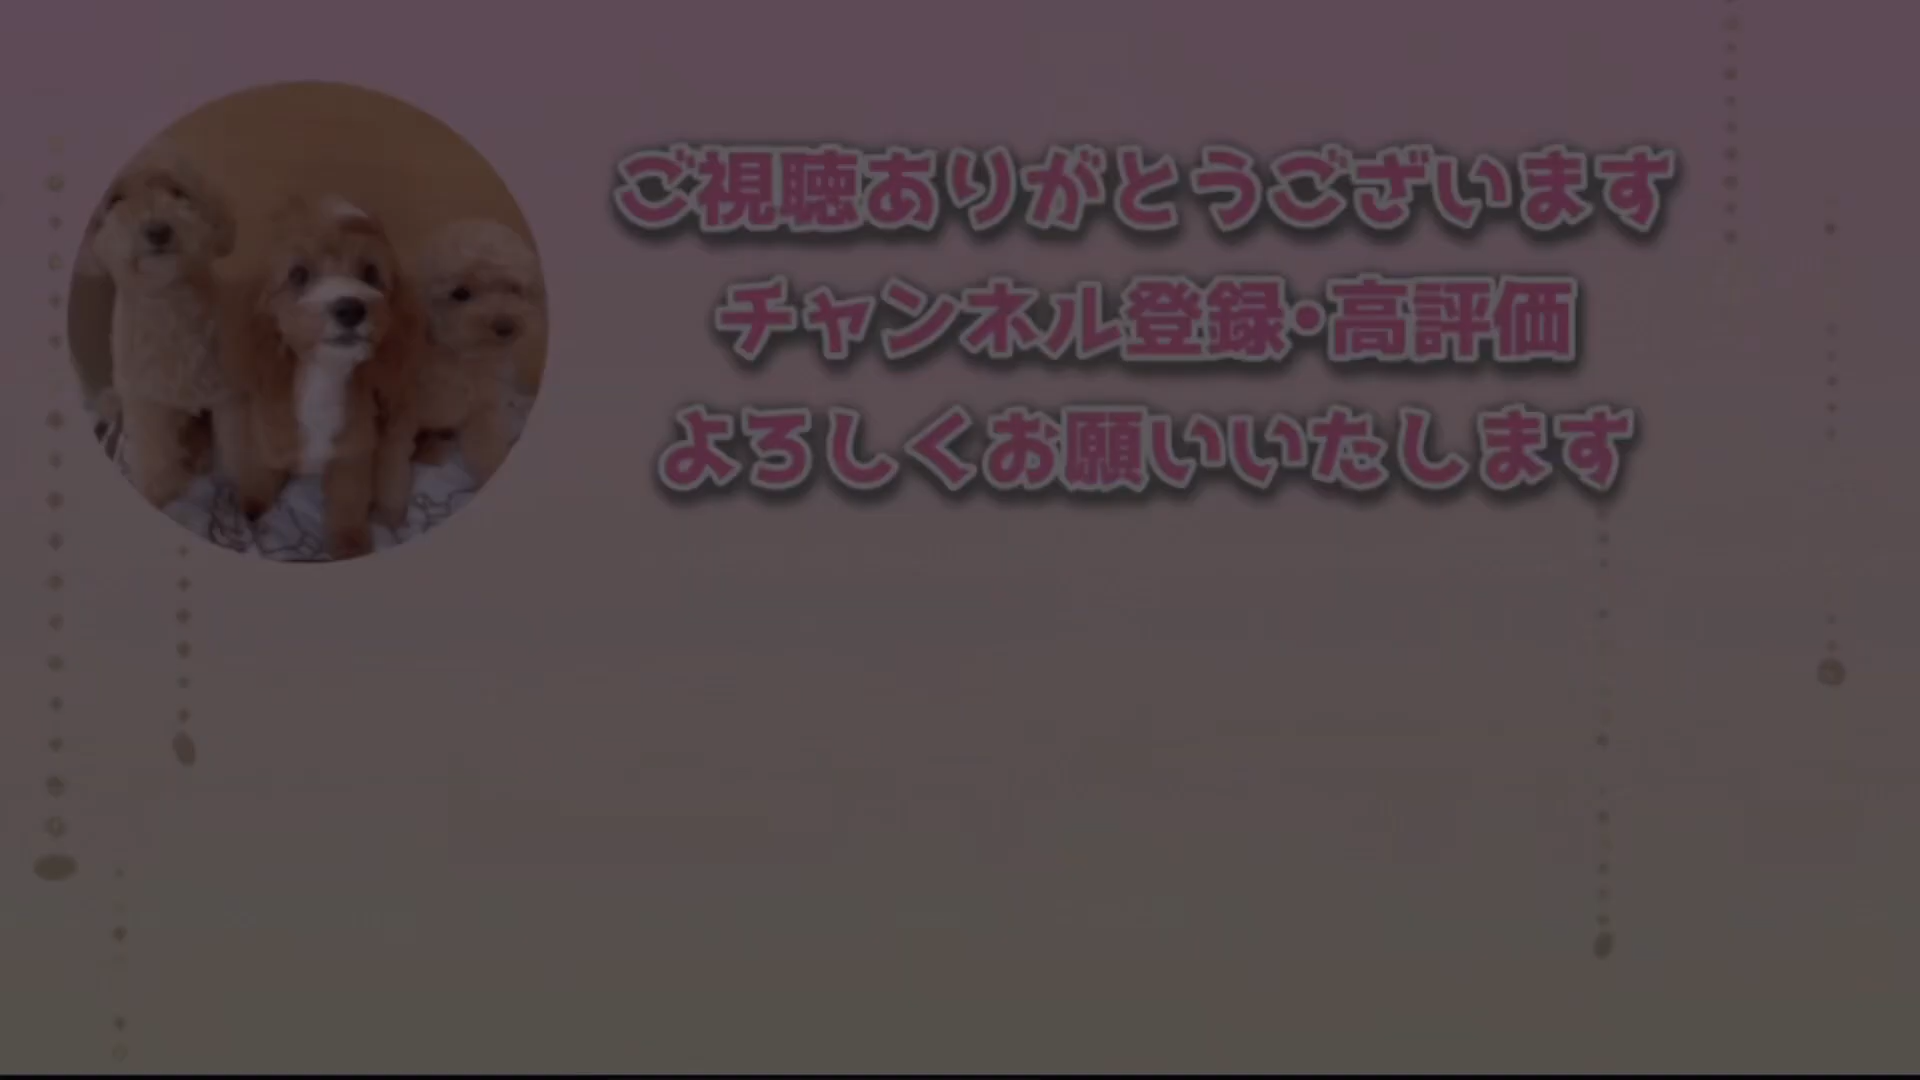 ご視聴ありがとうございます
チャンネル登録・高評価
よろしくお願いいたします